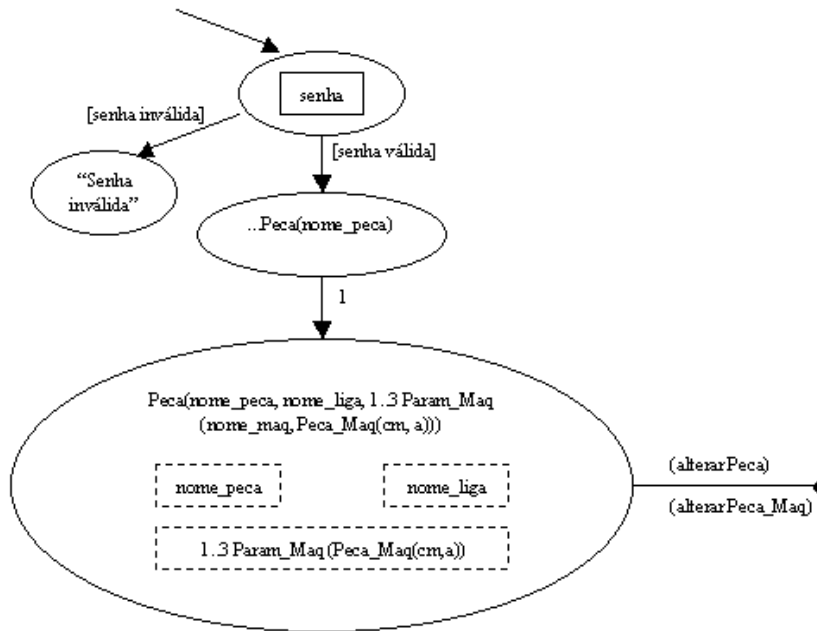 senha
[senha inválida]
[senha válida]
“Senha
inválida”
...Peca(nome_peca)
1
Peca(nome_peca, nome_liga, 1..3 Param_Maq
(nome_maq, Peca_Maq(cm, a)))
nome_peca
nome_liga
(alterarPeca)
(alterarPeca_Maq)
1..3 Param_Maq (Peca_Maq(cm,a))